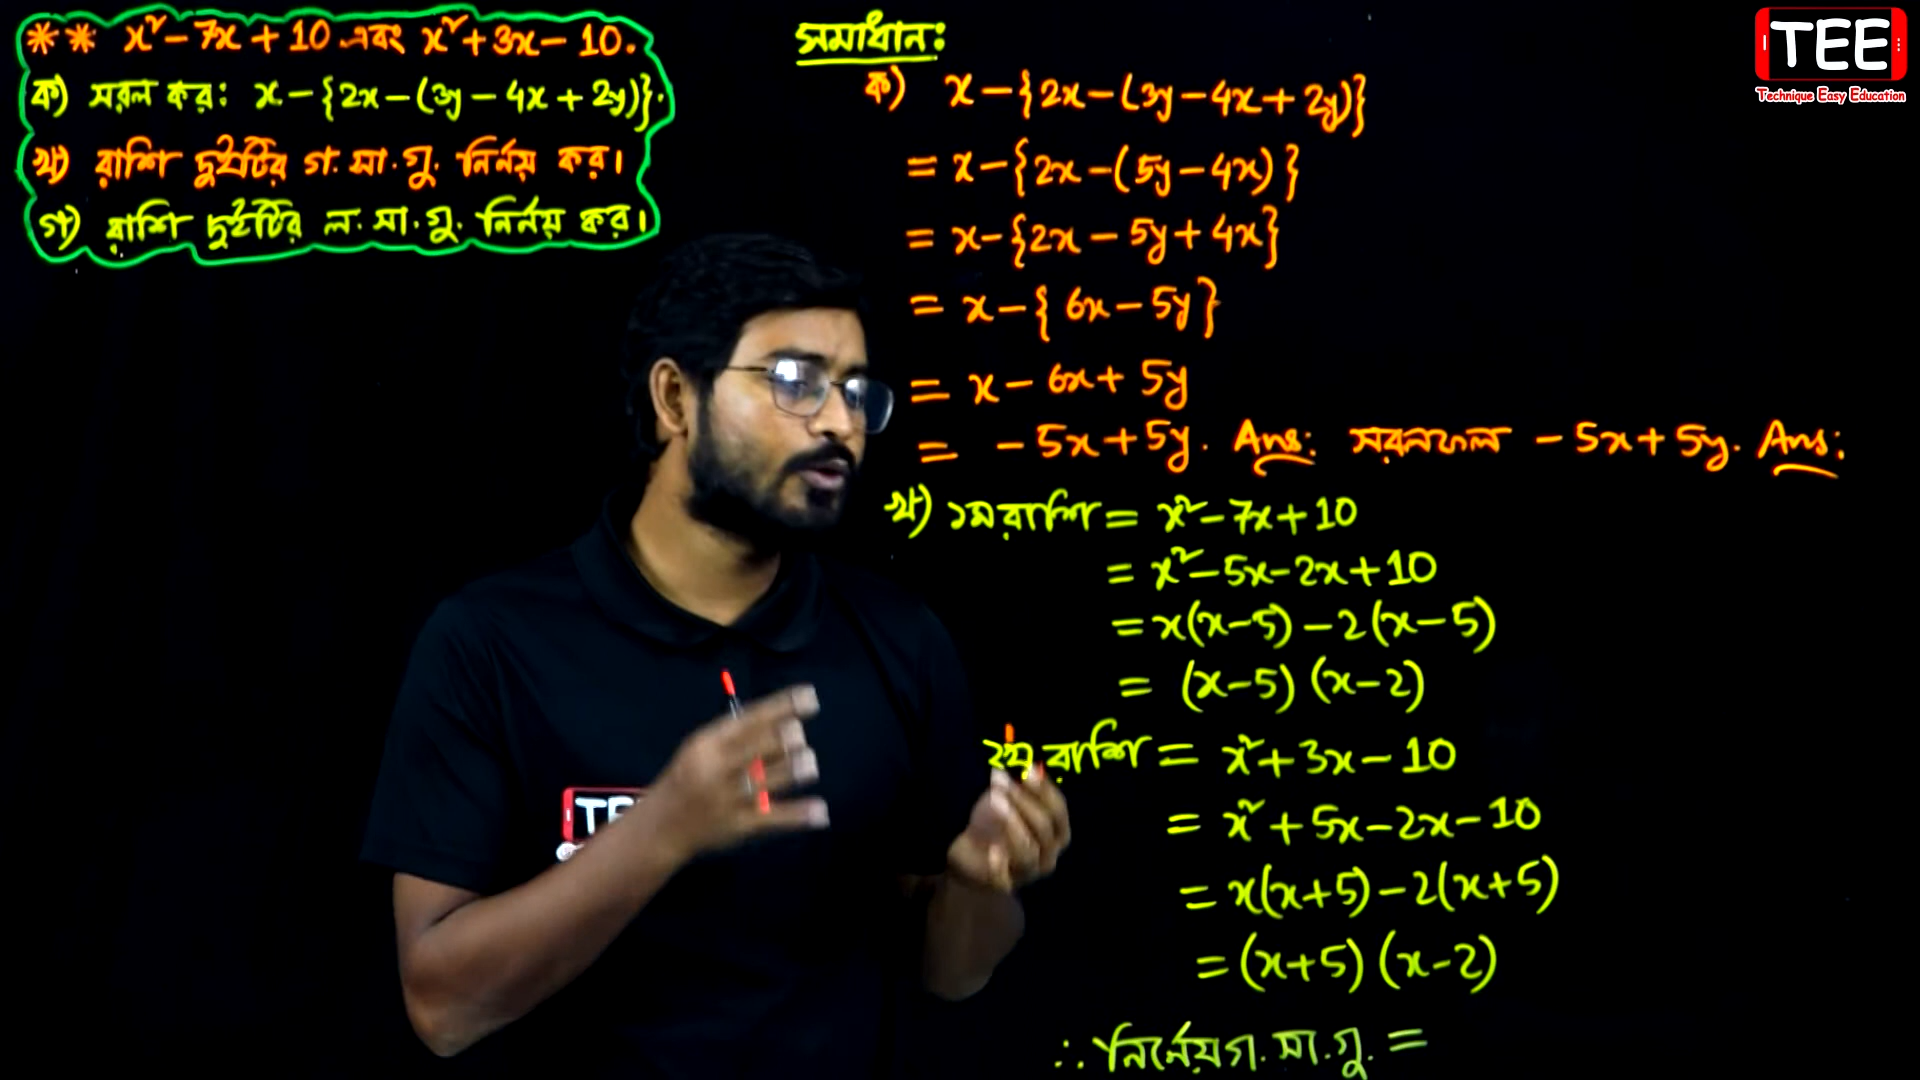 ** x² - 7x + 10 এবং x² + 3x - 10.
ক) সরল কর: x - {2x - (3y - 4x + 2y)}.
খ) রাশি দুইটির গ. সা. গু. নির্ণয় কর।
গ) রাশি দুইটির ল. সা. গু. নির্ণয় কর।
সমাধান:
ক) x - {2x - (3y - 4x + 2y)}
= x - {2x - (5y - 4x)}
= x - {2x - 5y + 4x}
= x - {6x - 5y}
= x - 6x + 5y
= -5x + 5y. Ans: সরলফল -5x + 5y. Ans:
খ) ১ম রাশি = x² - 7x + 10
= x² - 5x - 2x + 10
= x(x - 5) - 2(x - 5)
= (x - 5) (x - 2)
২য় রাশি = x² + 3x - 10
= x² + 5x - 2x - 10
= x(x + 5) - 2(x + 5)
= (x + 5) (x - 2)
∴ নির্ণেয় গ. সা. গু. =
TEE
Technique Easy Education